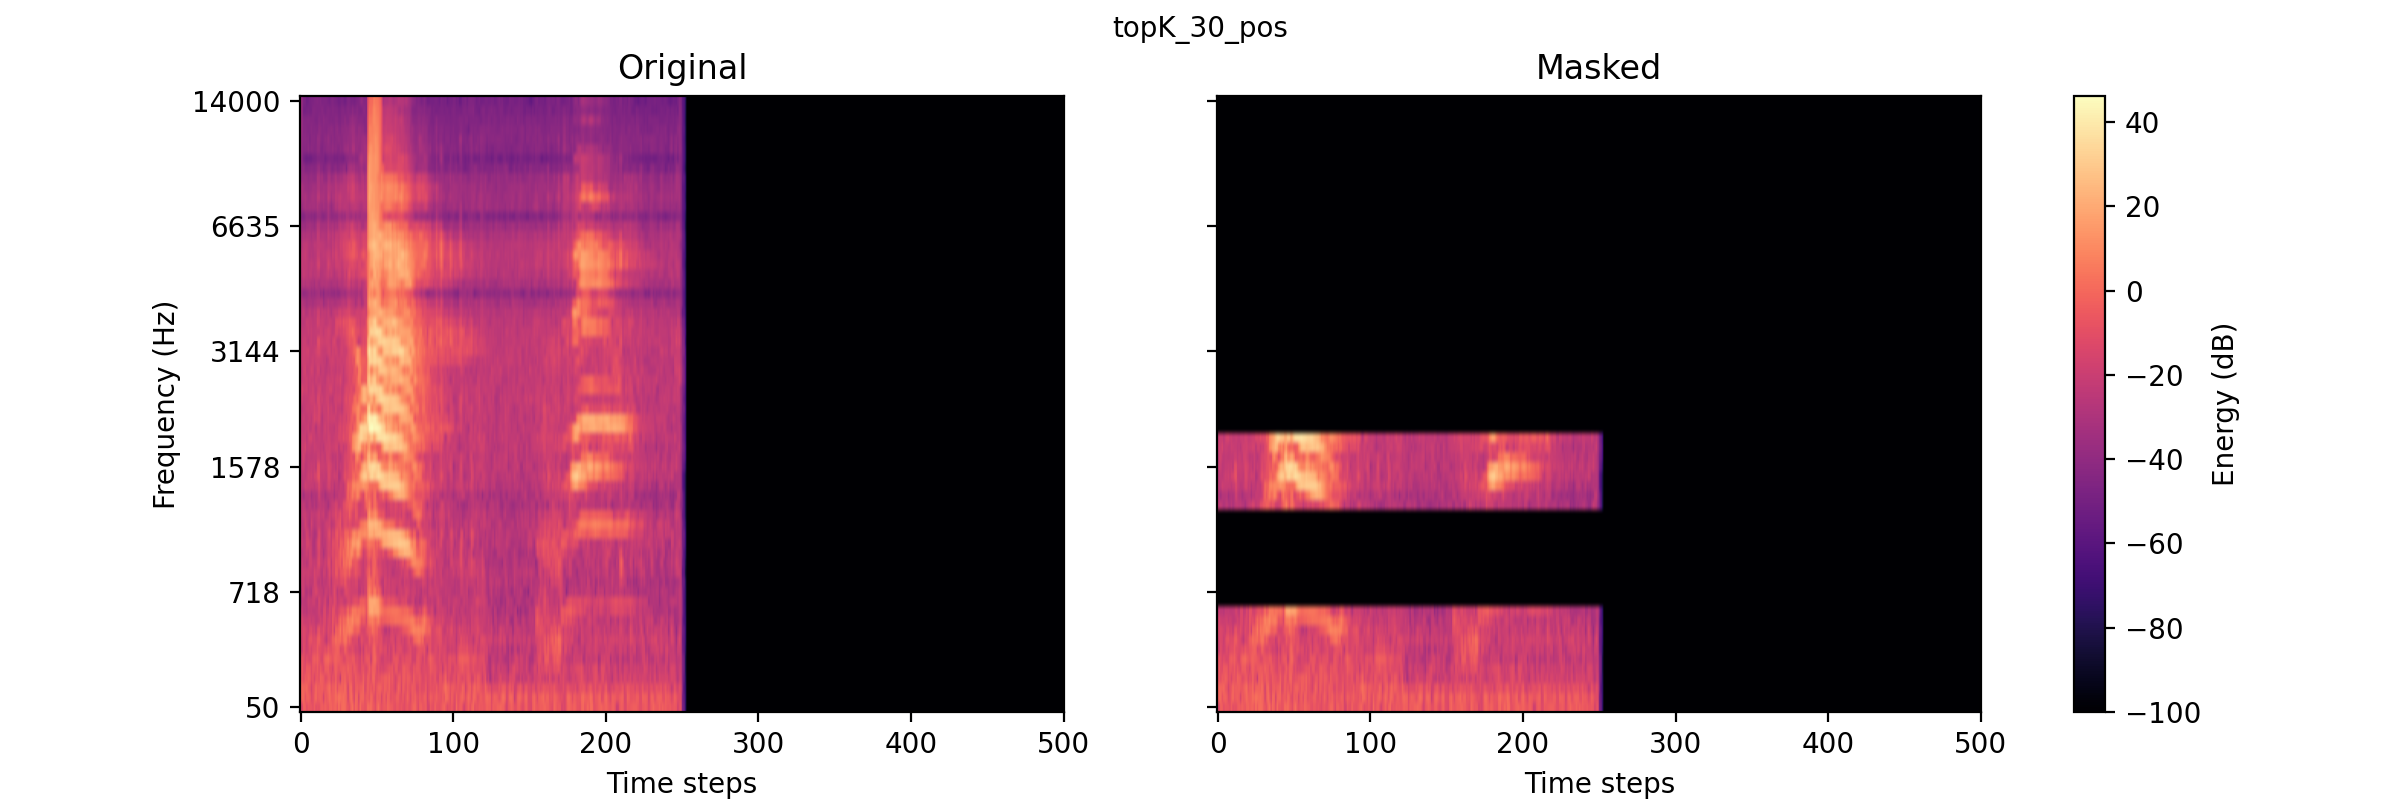 topK_30_pos
Original
Masked
14000
6635
3144
1578
718
50
Frequency (Hz)
0 100 200 300 400 500
Time steps
0 100 200 300 400 500
Time steps
40
20
0
−20
−40
−60
−80
−100
Energy (dB)